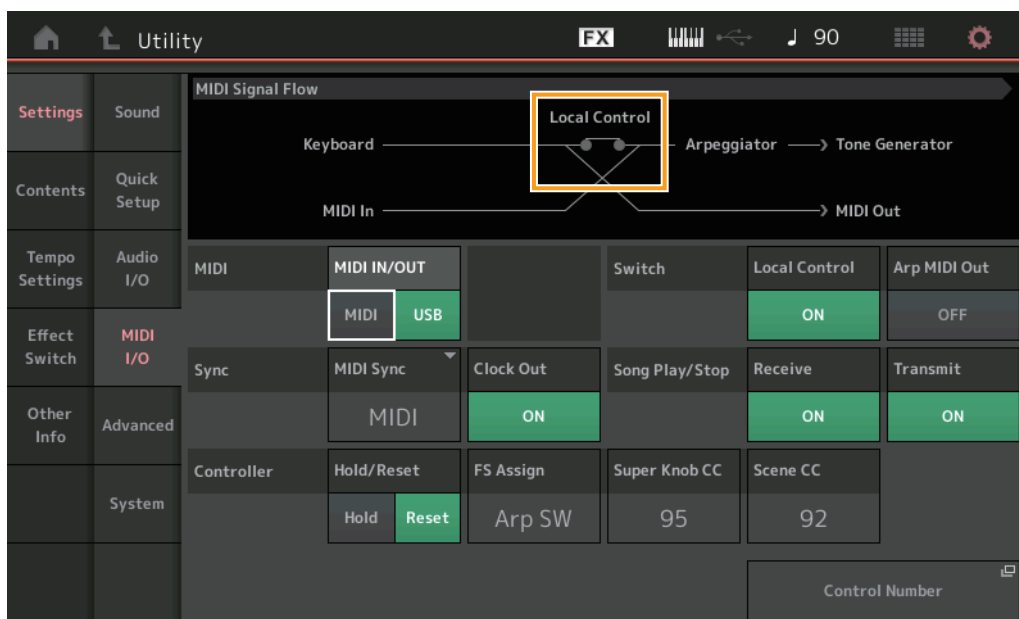 Utility FX 90
MIDI Signal Flow
Local Control
Keyboard Arpeggiator Tone Generator
MIDI In MIDI Out
Settings
Contents
Tempo
Settings
Effect
Switch
Other
Info
Sound
Quick
Setup
Audio
I/O
MIDI
I/O
Advanced
System
MIDI MIDI IN/OUT Switch Local Control Arp MIDI Out
MIDI USB ON OFF
Sync MIDI Sync Clock Out Song Play/Stop Receive Transmit
MIDI ON ON ON
Controller Hold/Reset FS Assign Super Knob CC Scene CC
Hold Reset Arp SW 95 92
Control Number